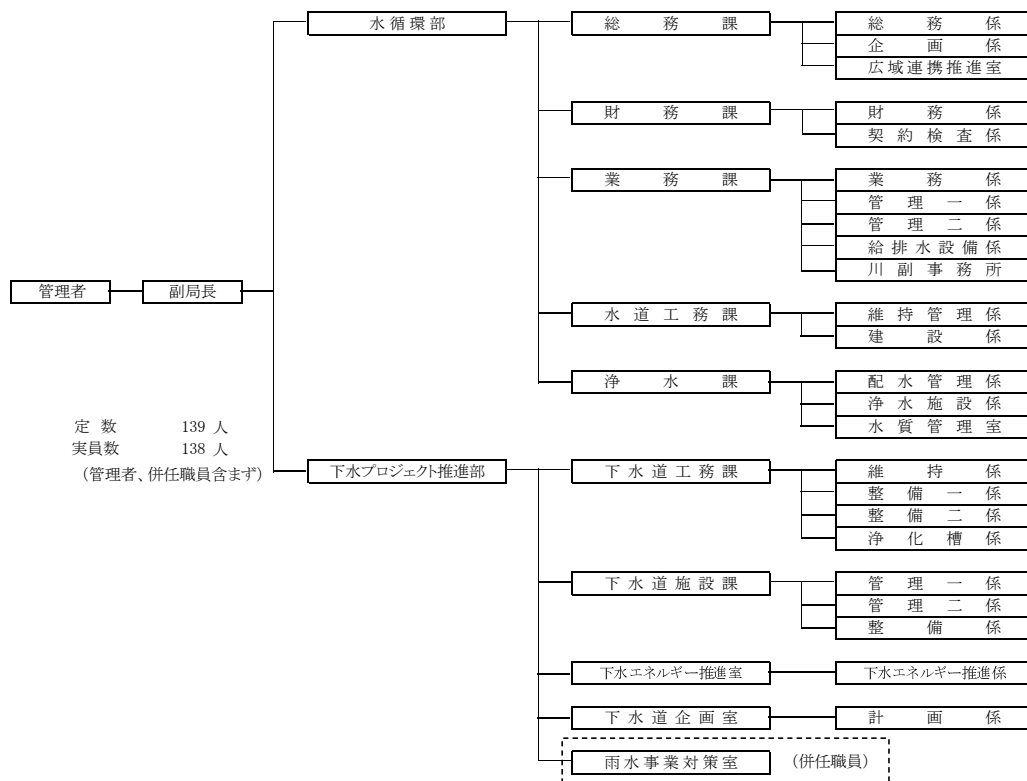 水循環部 総務課 総務係
企画係
広域連携推進室
財務課 財務係
契約検査係
業務課 業務係
管理一係
管理二係
給排水設備係
川副事務所
管理者 副局長
水道工務課 維持管理係
建設係
浄水課 配水管理係
浄水施設係
水質管理室
定数 139 人
実員数 138 人
（管理者、併任職員含まず）
下水プロジェクト推進部 下水道工務課 維持係
整備一係
整備二係
浄化槽係
下水道施設課 管理一係
管理二係
整備係
下水エネルギー推進室 下水エネルギー推進係
下水道企画室 計画係
雨水事業対策室 （併任職員）